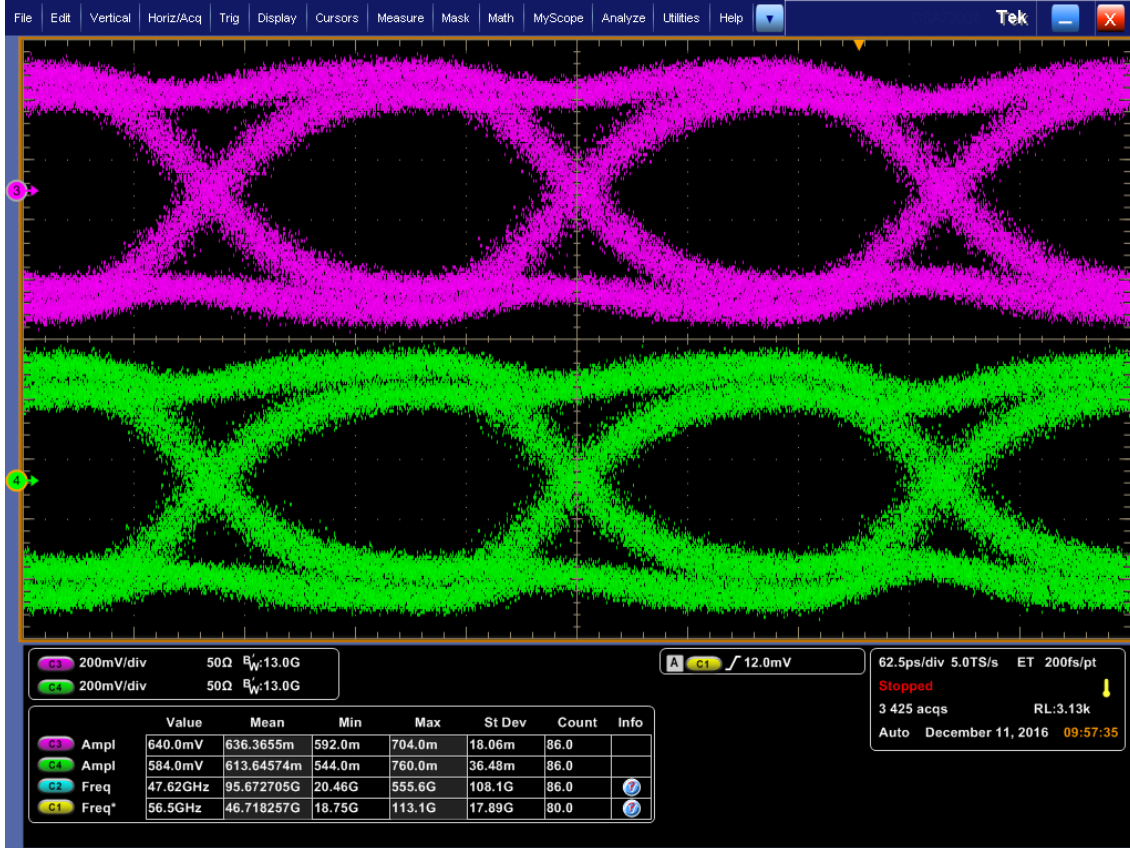 File Edit Vertical Horiz/Acq Trig Display Cursors Measure Mask Math MyScope Analyze Utilities Help Tek X
3
4
C3 200mV/div 50Ω B'W:13.0G
C4 200mV/div 50Ω B'W:13.0G
A C1 12.0mV
62.5ps/div 5.0TS/s ET 200fs/pt
Stopped
3 425 acqs RL:3.13k
Auto December 11, 2016 09:57:35
Value Mean Min Max St Dev Count Info
C3 Ampl 640.0mV 636.3655m 592.0m 704.0m 18.06m 86.0
C4 Ampl 584.0mV 613.64574m 544.0m 760.0m 36.48m 86.0
C2 Freq 47.62GHz 95.672705G 20.46G 555.6G 108.1G 86.0
C1 Freq* 56.5GHz 46.718257G 18.75G 113.1G 17.89G 80.0